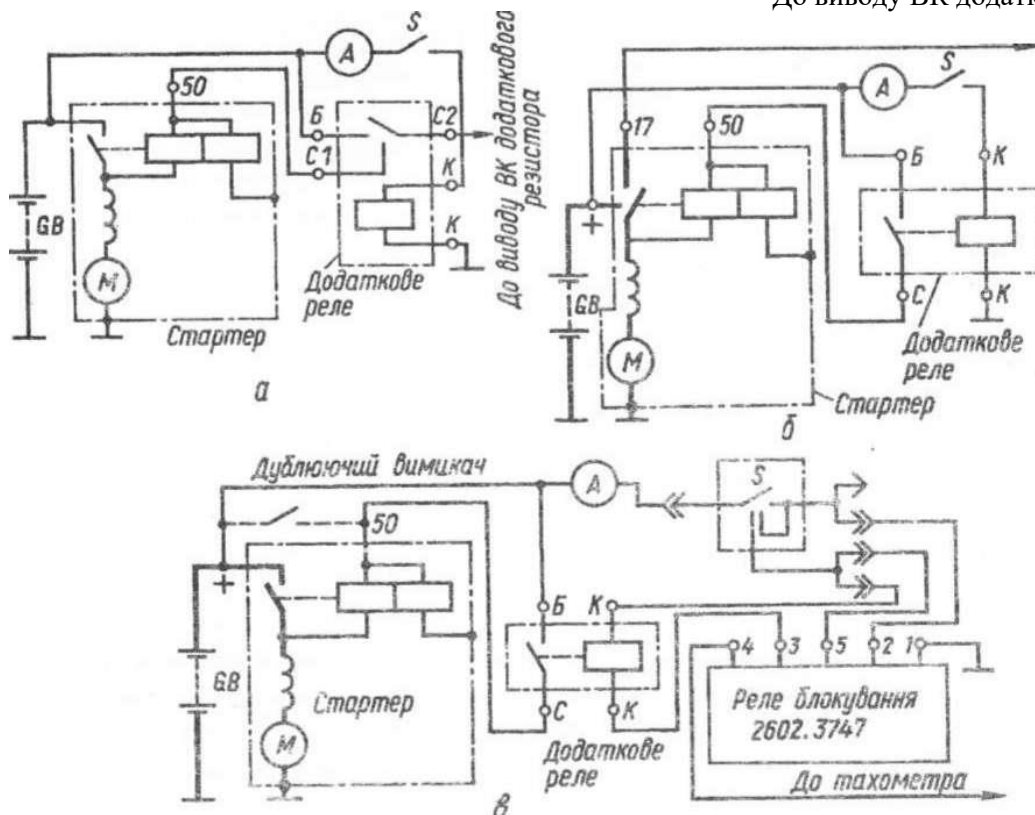 До виводу ВК додатк
А
S
50
Б
С2
С1
К
К
GB
М
Додаткове
реле
Стартер
а
До виводу ВК додаткового
резистора
17
50
А
S
Б
К
+
GB
М
С
К
Додаткове
реле
Стартер
б
Дублюючий вимикач
А
S
50
+
Б
К
GB
4
3
5
2
1
Стартер
М
С
К
Реле блокування
2602.3747
Додаткове
реле
До тахометра
в